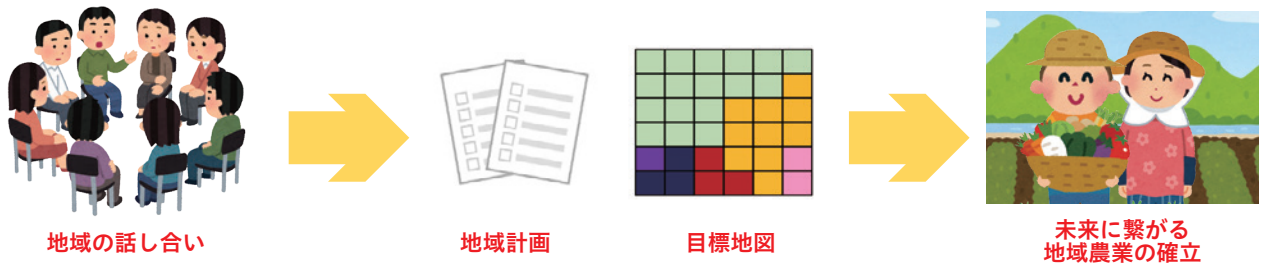 地域の話し合い
地域計画
目標地図
未来に繋がる
地域農業の確立